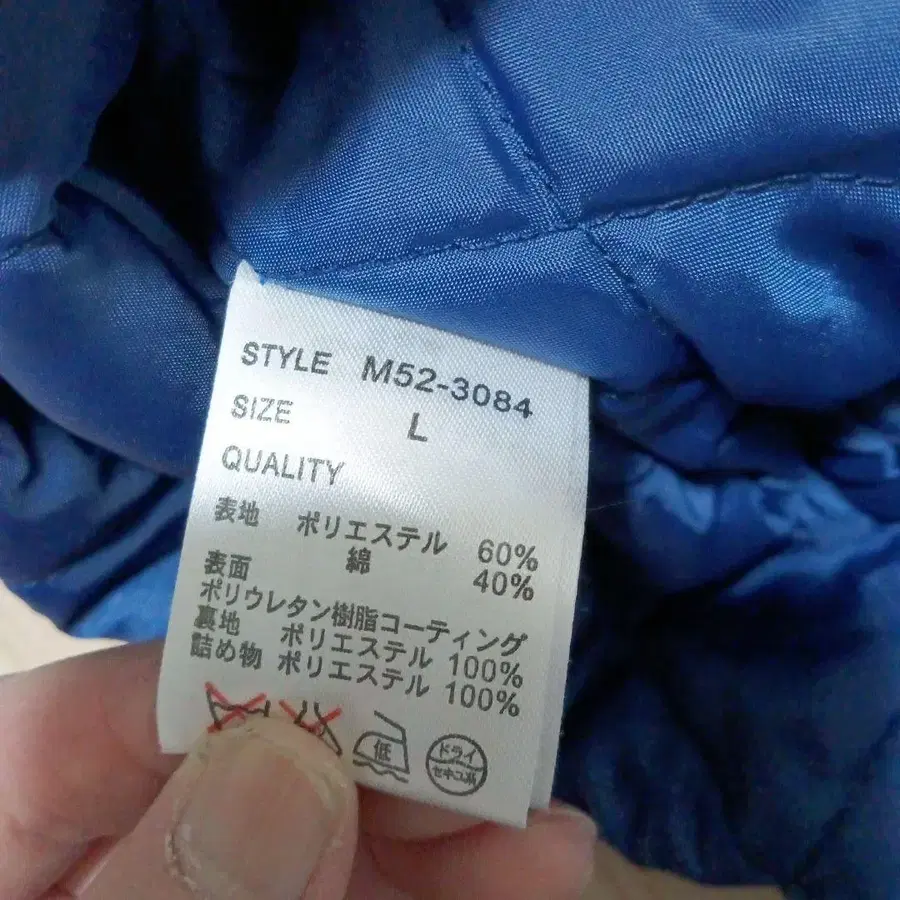 STYLE M52-3084
SIZE L
QUALITY
表地 ポリエステル 60%
綿 40%
表面
ポリウレタン樹脂コーティング
裏地 ポリエステル 100%
詰め物 ポリエステル 100%
低
ドライ
セキユ系